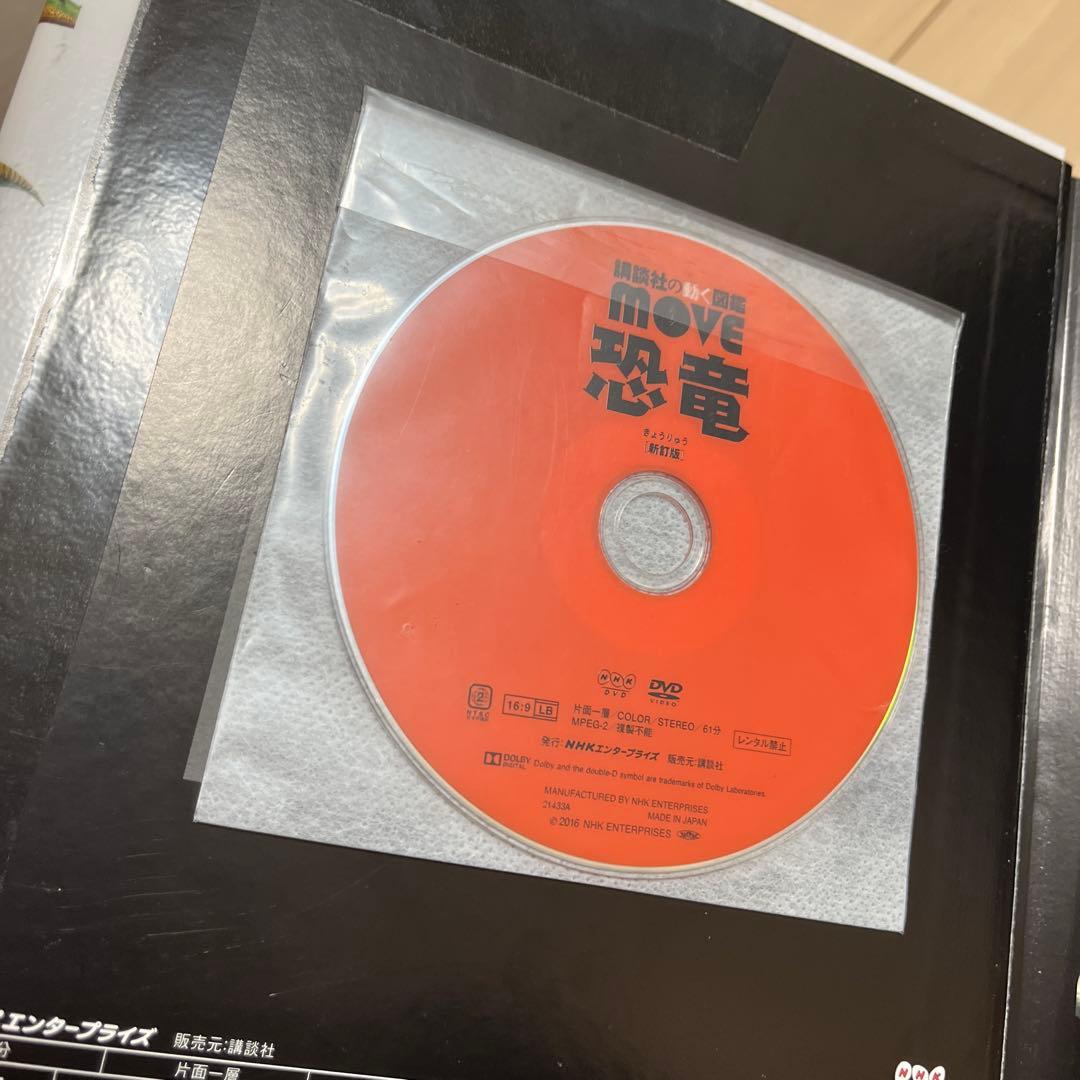 講談社の動く図鑑
MOVE
恐竜
きょうりゅう
[新訂版]
NHK
DVD
DVD
VIDEO
2
NTSC
16:9 LB
片面一層/COLOR/STEREO/61分
MPEG-2/複製不能
レンタル禁止
発行:NHKエンタープライズ 販売元:講談社
DOLBY
DIGITAL
Dolby and the double-D symbol are trademarks of Dolby Laboratories.
MANUFACTURED BY NHK ENTERPRISES
21433A
MADE IN JAPAN
©2016 NHK ENTERPRISES
エンタープライズ 販売元:講談社
分
片面一層
NHK